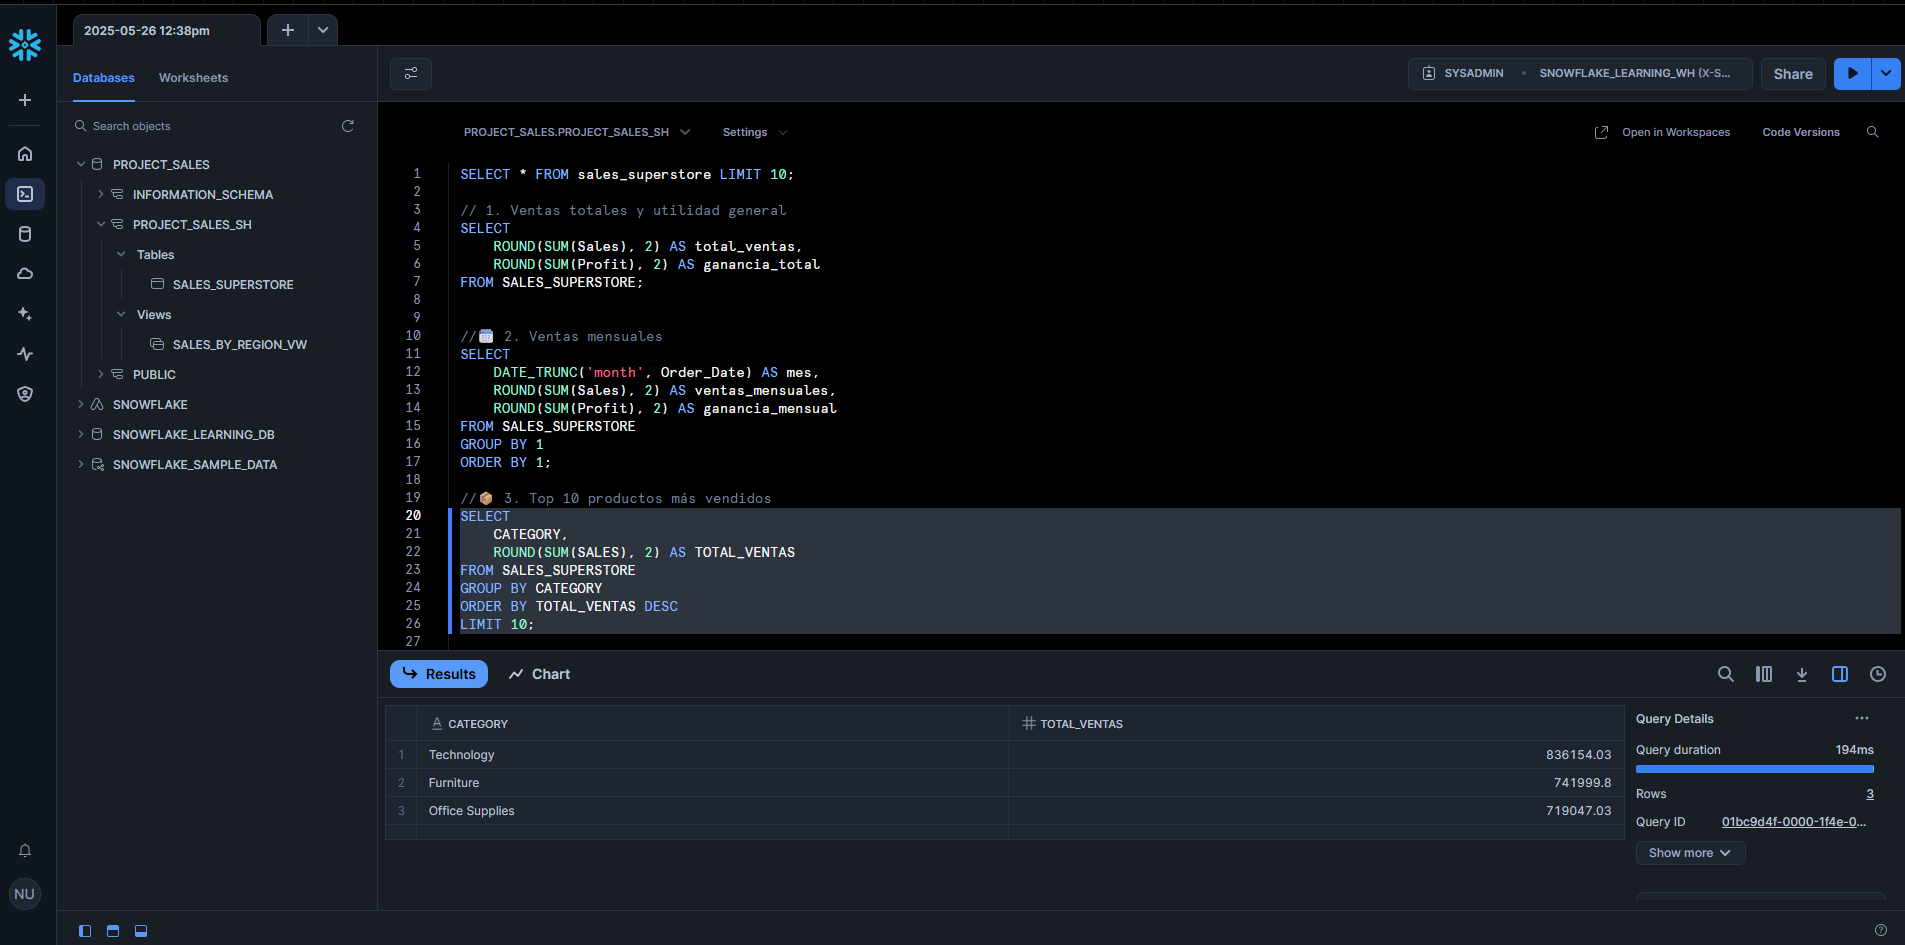 2025-05-26 12:38pm
Databases
Worksheets
SYSADMIN
SNOWFLAKE_LEARNING_WH (X-S...
Share
Search objects
PROJECT_SALES
INFORMATION_SCHEMA
PROJECT_SALES_SH
Tables
SALES_SUPERSTORE
Views
SALES_BY_REGION_VW
PUBLIC
SNOWFLAKE
SNOWFLAKE_LEARNING_DB
SNOWFLAKE_SAMPLE_DATA
NU
PROJECT_SALES.PROJECT_SALES_SH
Settings
Open in Workspaces
Code Versions
1 SELECT * FROM sales_superstore LIMIT 10;
2
3 // 1. Ventas totales y utilidad general
4 SELECT
5 ROUND(SUM(Sales), 2) AS total_ventas,
6 ROUND(SUM(Profit), 2) AS ganancia_total
7 FROM SALES_SUPERSTORE;
8
9
10 //🗓️ 2. Ventas mensuales
11 SELECT
12 DATE_TRUNC('month', Order_Date) AS mes,
13 ROUND(SUM(Sales), 2) AS ventas_mensuales,
14 ROUND(SUM(Profit), 2) AS ganancia_mensual
15 FROM SALES_SUPERSTORE
16 GROUP BY 1
17 ORDER BY 1;
18
19 //📦 3. Top 10 productos más vendidos
20 SELECT
21 CATEGORY,
22 ROUND(SUM(SALES), 2) AS TOTAL_VENTAS
23 FROM SALES_SUPERSTORE
24 GROUP BY CATEGORY
25 ORDER BY TOTAL_VENTAS DESC
26 LIMIT 10;
27
Results
Chart
CATEGORY TOTAL_VENTAS
1 Technology 836154.03
2 Furniture 741999.8
3 Office Supplies 719047.03
Query Details
Query duration 194ms
Rows 3
Query ID 01bc9d4f-0000-1f4e-0...
Show more